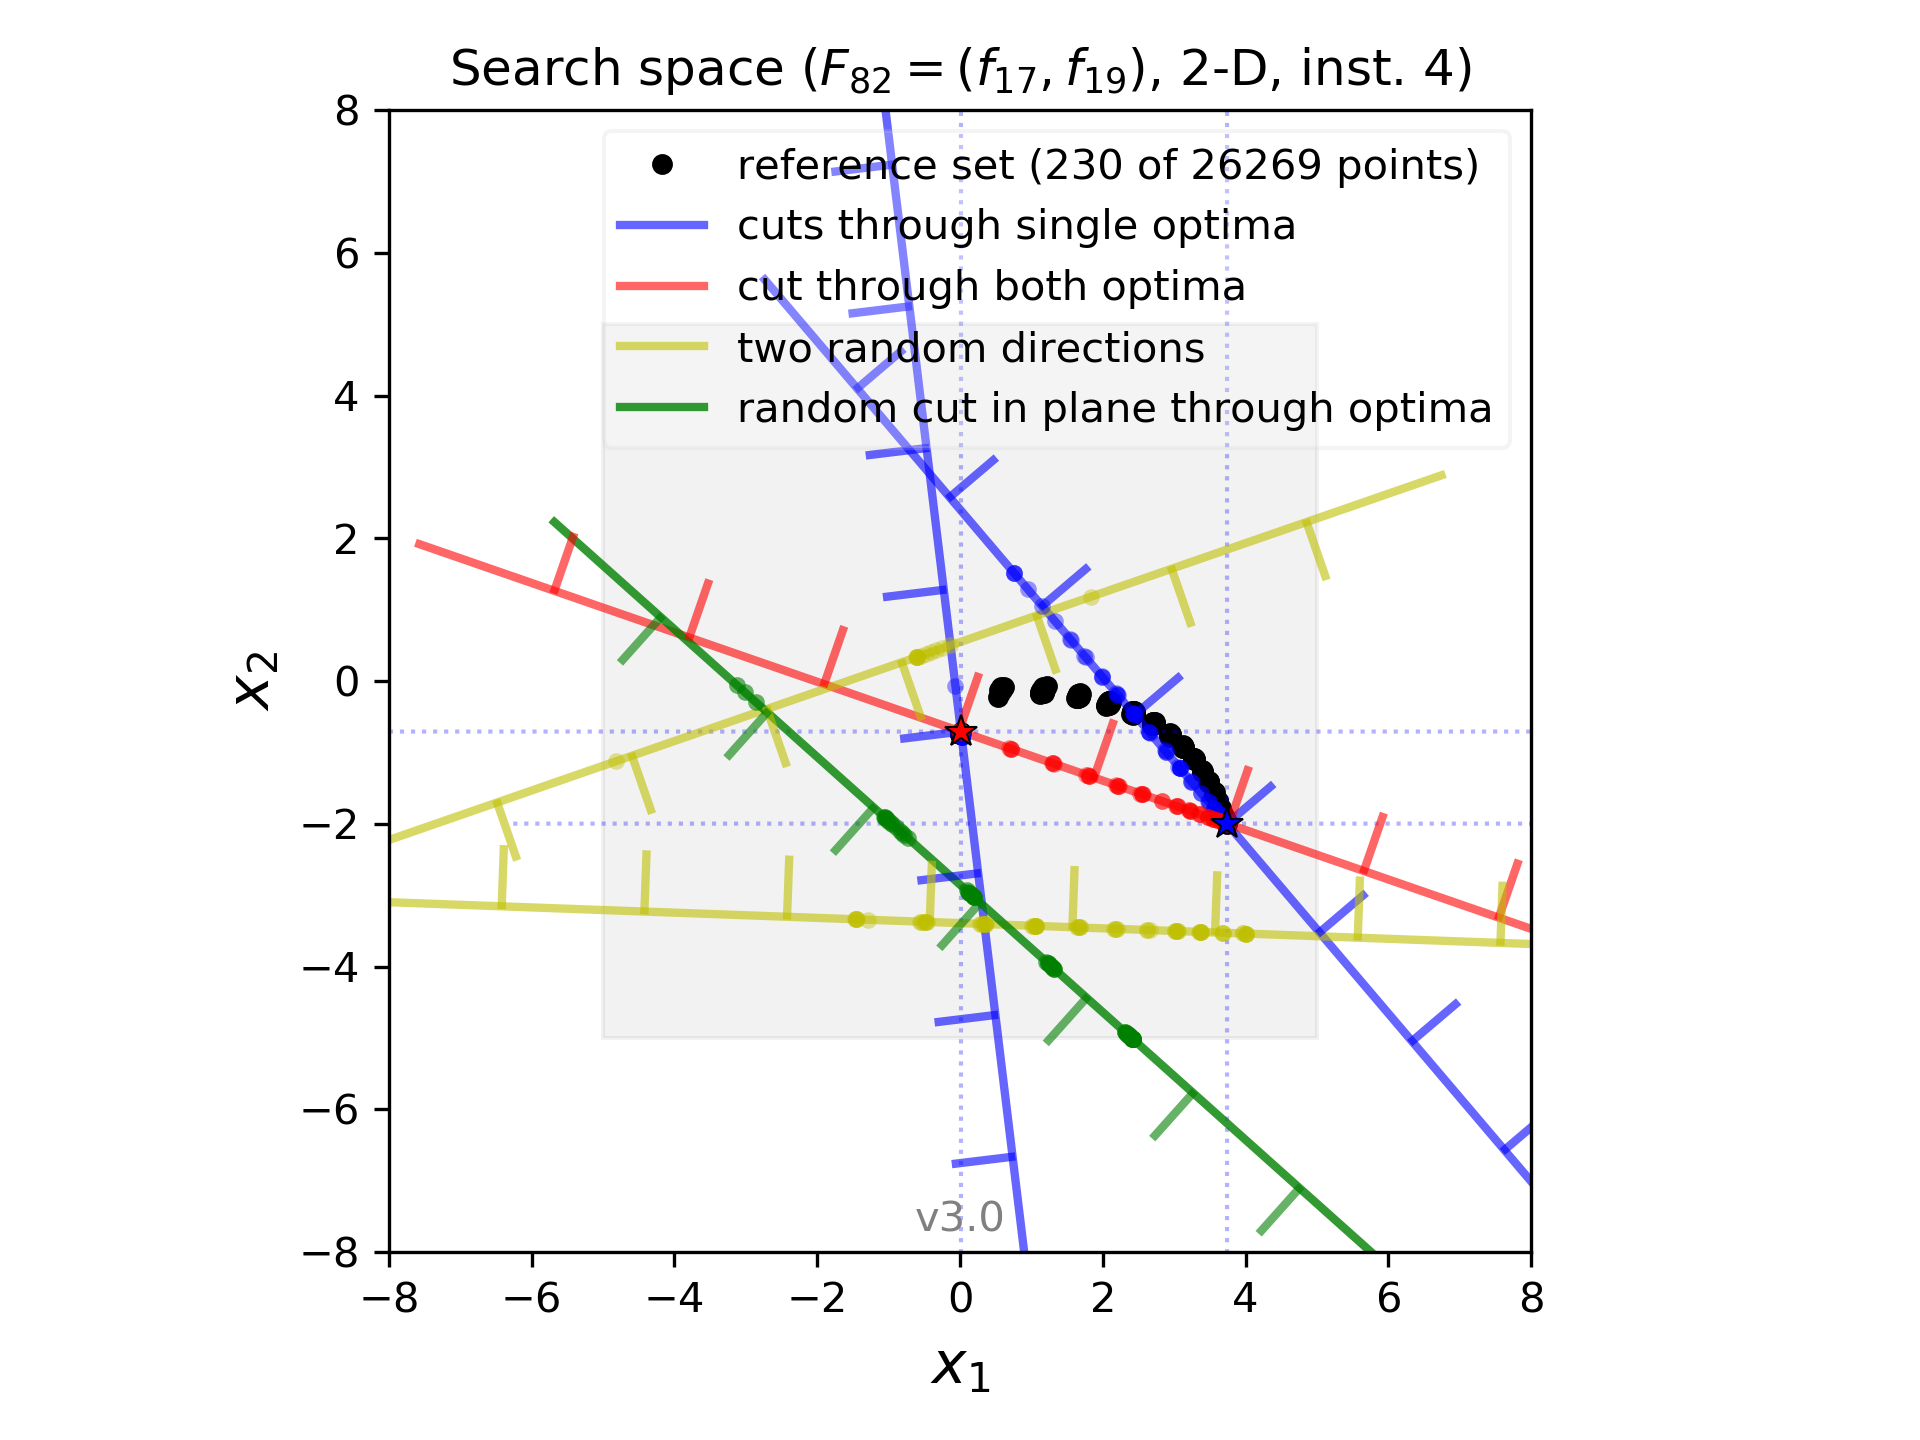 Search space (F₈₂ = (f₁₇, f₁₉), 2-D, inst. 4)
reference set (230 of 26269 points)
cuts through single optima
cut through both optima
two random directions
random cut in plane through optima
8
6
4
2
0
−2
−4
−6
−8
x₂
v3.0
−8 −6 −4 −2 0 2 4 6 8
x₁